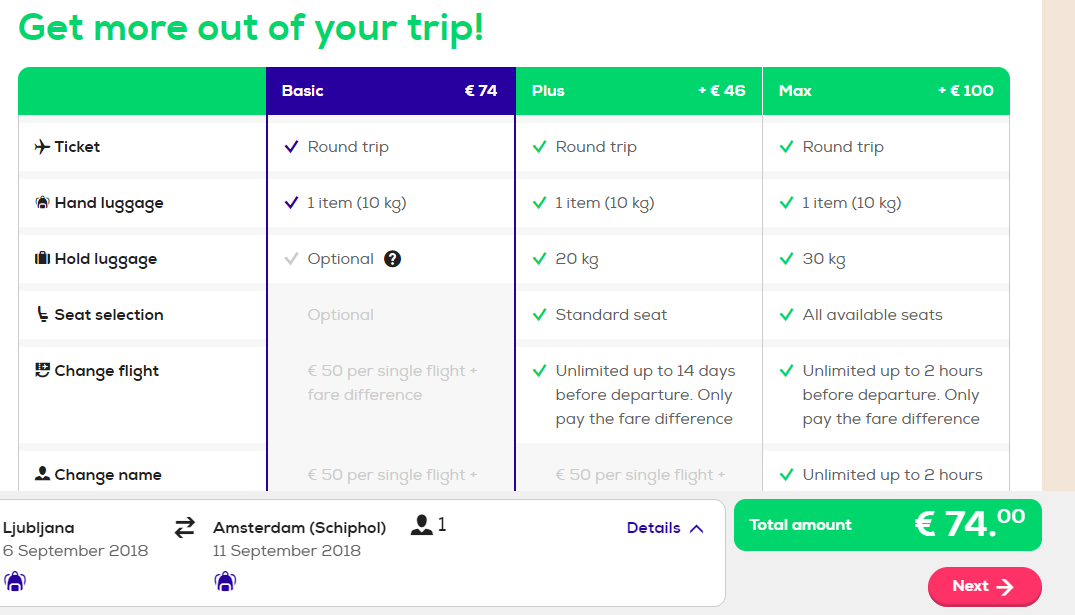 Get more out of your trip!
Basic € 74 Plus + € 46 Max + € 100
Ticket Round trip Round trip Round trip
Hand luggage 1 item (10 kg) 1 item (10 kg) 1 item (10 kg)
Hold luggage Optional ? 20 kg 30 kg
Seat selection Optional Standard seat All available seats
Change flight € 50 per single flight + Unlimited up to 14 days Unlimited up to 2 hours
fare difference before departure. Only before departure. Only
pay the fare difference pay the fare difference
Change name € 50 per single flight + € 50 per single flight + Unlimited up to 2 hours
Ljubljana Amsterdam (Schiphol) 1 Details Total amount € 74.00
6 September 2018 11 September 2018
Next